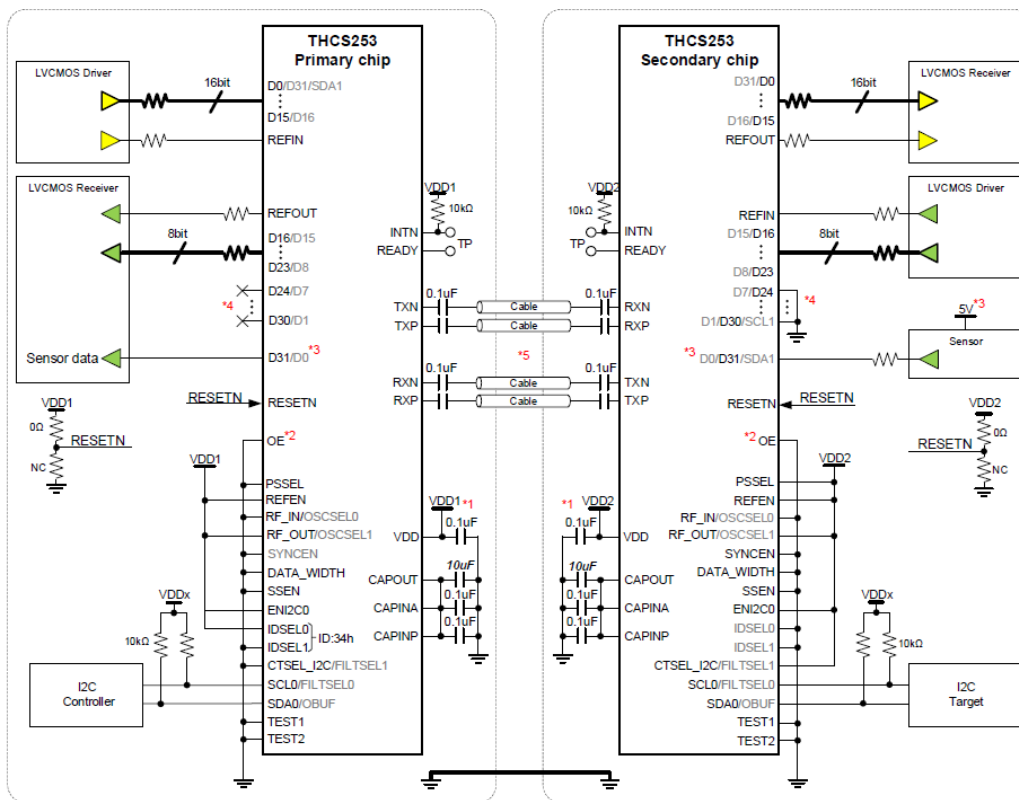 THCS253
Primary chip
LVCMOS Driver
16bit
D0/D31/SDA1
D15/D16
REFIN
LVCMOS Receiver
REFOUT
8bit
D16/D15
D23/D8
D24/D7
*4
D30/D1
Sensor data
D31/D0 *3
VDD1
0Ω
RESETN
NC
RESETN
RESETN
OE *2
VDD1
PSSEL
REFEN
RF_IN/OSCSEL0
RF_OUT/OSCSEL1
SYNCEN
DATA_WIDTH
SSEN
ENI2C0
IDSEL0
IDSEL1
ID:34h
CTSEL_I2C/FILTSEL1
SCL0/FILTSEL0
SDA0/OBUF
TEST1
TEST2
VDDx
10kΩ
I2C
Controller
VDD1
10kΩ
INTN
READY
TP
TXN
TXP
0.1uF
Cable
Cable
*5
RXN
RXP
0.1uF
Cable
Cable
VDD1 *1
0.1uF
VDD
10uF
CAPOUT
0.1uF
CAPINA
0.1uF
CAPINP
THCS253
Secondary chip
VDD2
10kΩ
TP
INTN
READY
0.1uF
RXN
RXP
0.1uF
TXN
TXP
*1 VDD2
0.1uF
VDD
10uF
CAPOUT
0.1uF
CAPINA
0.1uF
CAPINP
D31/D0
D16/D15
REFOUT
16bit
LVCMOS Receiver
LVCMOS Driver
REFIN
D15/D16
8bit
D8/D23
D7/D24
*4
D1/D30/SCL1
5V *3
Sensor
*3 D0/D31/SDA1
RESETN
RESETN
VDD2
0Ω
RESETN
NC
*2 OE
VDD2
PSSEL
REFEN
RF_IN/OSCSEL0
RF_OUT/OSCSEL1
SYNCEN
DATA_WIDTH
SSEN
ENI2C0
IDSEL0
IDSEL1
CTSEL_I2C/FILTSEL1
SCL0/FILTSEL0
SDA0/OBUF
TEST1
TEST2
VDDx
10kΩ
I2C
Target